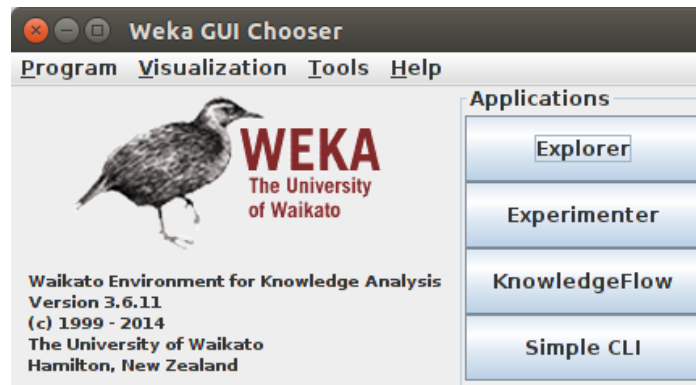 Weka GUI Chooser
Program Visualization Tools Help
WEKA
The University
of Waikato
Waikato Environment for Knowledge Analysis
Version 3.6.11
(c) 1999 - 2014
The University of Waikato
Hamilton, New Zealand
Applications
Explorer
Experimenter
KnowledgeFlow
Simple CLI